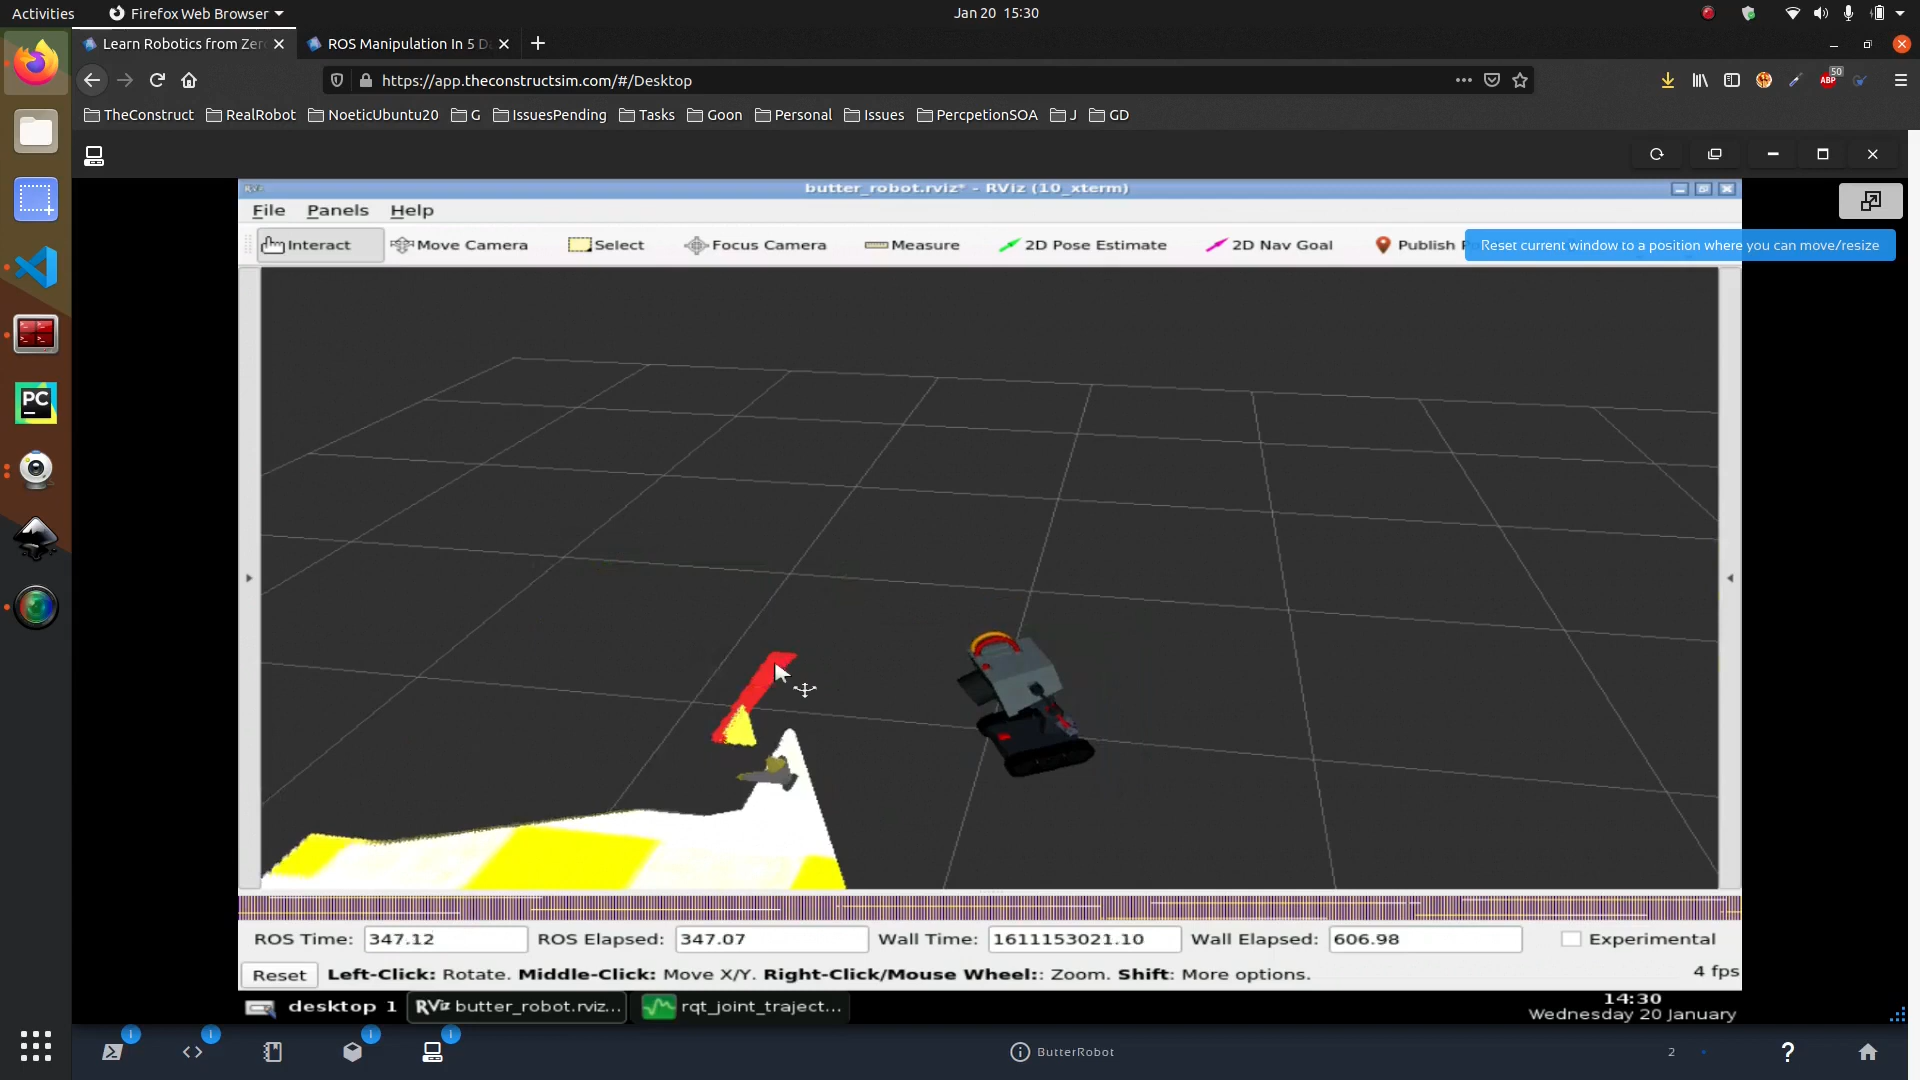 Activities
Firefox Web Browser
Jan 20 15:30
Learn Robotics from Zer
ROS Manipulation In 5 D
https://app.theconstructsim.com/#/Desktop
50
ABP
TheConstruct
RealRobot
NoeticUbuntu20
G
IssuesPending
Tasks
Goon
Personal
Issues
PercpetionSOA
J
GD
butter_robot.rviz* - RViz (10_xterm)
File
Panels
Help
Interact
Move Camera
Select
Focus Camera
Measure
2D Pose Estimate
2D Nav Goal
Publish P
Reset current window to a position where you can move/resize
PC
ROS Time: 347.12
ROS Elapsed: 347.07
Wall Time: 1611153021.10
Wall Elapsed: 606.98
Experimental
Reset
Left-Click: Rotate. Middle-Click: Move X/Y. Right-Click/Mouse Wheel:: Zoom. Shift: More options.
4 fps
desktop 1
RViz butter_robot.rviz...
rqt_joint_traject...
14:30
Wednesday 20 January
ButterRobot
2
?